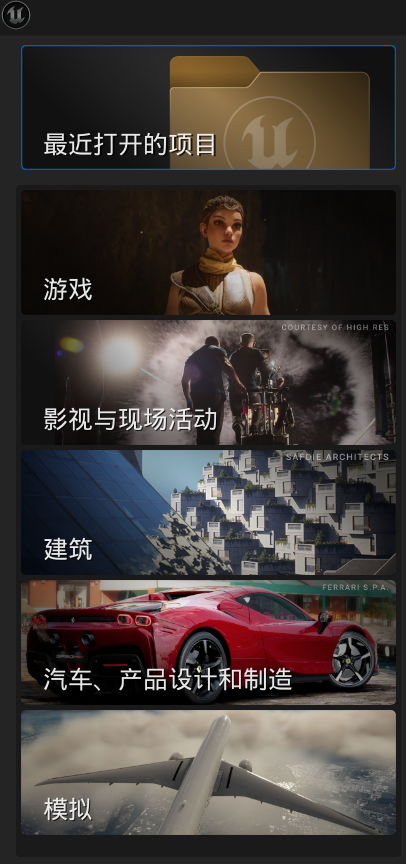 最近打开的项目
游戏
COURTESY OF HIGH RES
影视与现场活动
SAFDIE ARCHITECTS
建筑
FERRARI S.P.A.
汽车、产品设计和制造
模拟